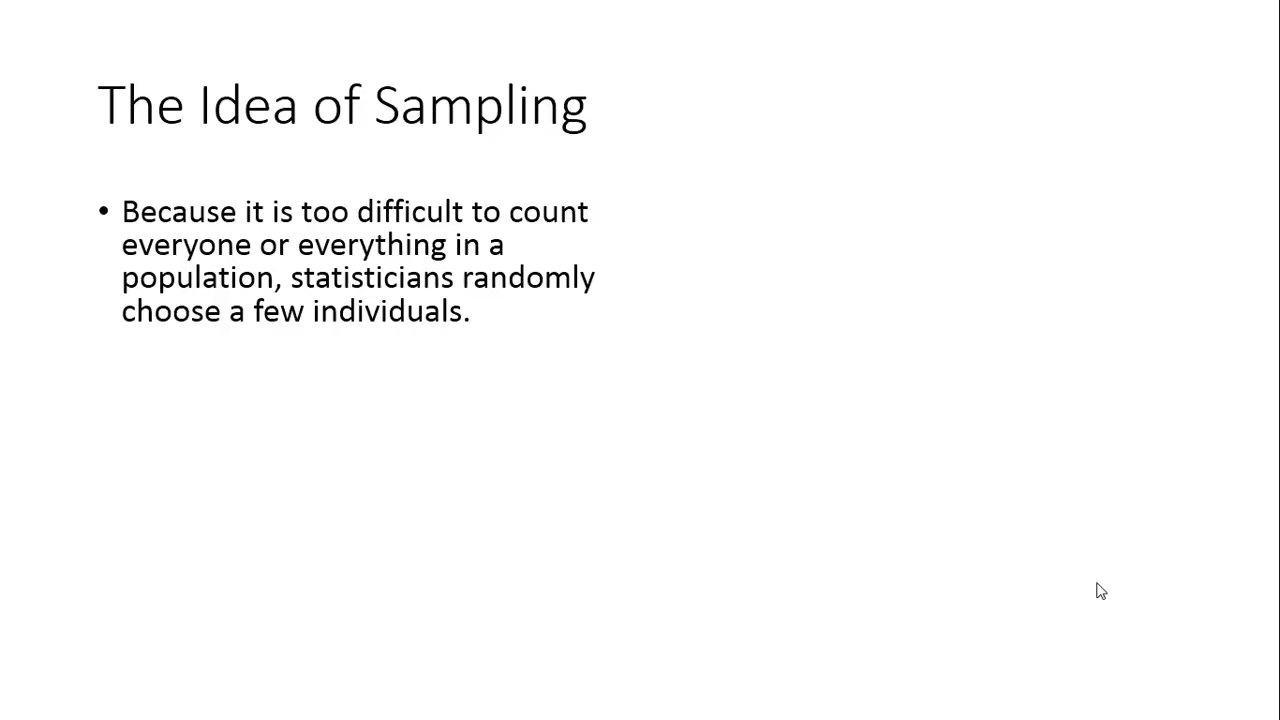 The Idea of Sampling
• Because it is too difficult to count
everyone or everything in a
population, statisticians randomly
choose a few individuals.